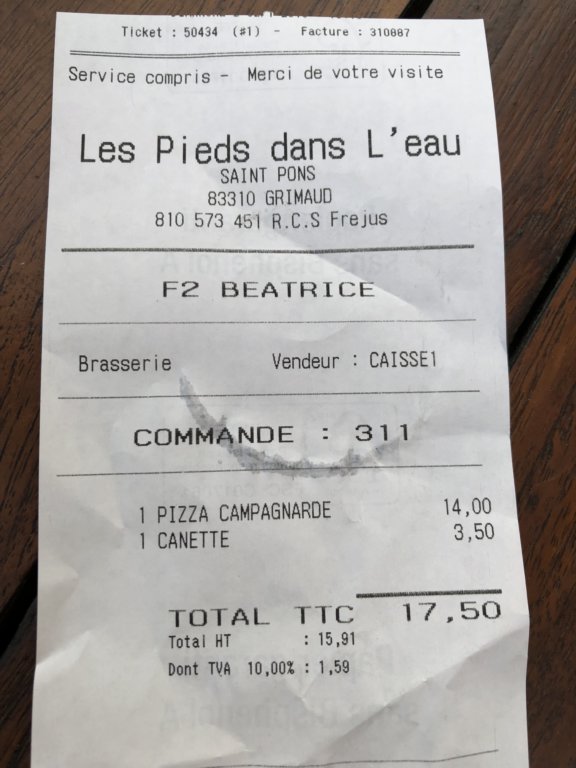 Ticket : 50434 (#1) - Facture : 310087
Service compris - Merci de votre visite
Les Pieds dans L'eau
SAINT PONS
83310 GRIMAUD
810 573 451 R.C.S Frejus
F2 BEATRICE
Brasserie Vendeur : CAISSE1
COMMANDE : 311
1 PIZZA CAMPAGNARDE 14,00
1 CANETTE 3,50
TOTAL TTC 17,50
Total HT : 15,91
Dont TVA 10,00% : 1,59